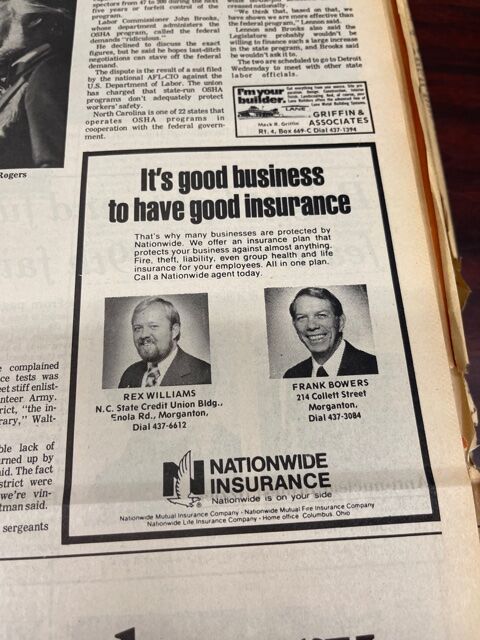 spectors from 47 to 200 during the next
five years or forfeit control of the
program.
Labor Commissioner John Brooks,
whose department administers the
OSHA program, called the federal
demands "ridiculous."
He declined to discuss the exact
figures, but he said he hopes last-ditch
negotiations can stave off the federal
demand.
The dispute is the result of a suit filed
by the national AFL-CIO against the
U.S. Department of Labor. The union
has charged that state-run OSHA
programs don't adequately protect
workers' safety.
North Carolina is one of 22 states that
operates OSHA programs in
cooperation with the federal govern-
ment.
creased nationally.
"We think that, based on that, we
have shown we are more effective than
the federal program," Lennon said.
Lennon and Brooks also said the
Legislature probably wouldn't be
willing to finance such a large increase
in the state program, and Brooks said
he wouldn't ask it to.
The two are scheduled to go to Detroit
Wednesday to meet with other state
labor officials.
I'm your
builder.
LANE
Mack R. Griffin
GRIFFIN &
ASSOCIATES
Rt. 4, Box 669-C Dial 437-1394
Rogers
It's good business
to have good insurance
That's why many businesses are protected by
Nationwide. We offer an insurance plan that
protects your business against almost anything.
Fire, theft, liability, even group health and life
insurance for your employees. All in one plan.
Call a Nationwide agent today.
REX WILLIAMS
N.C. State Credit Union Bldg.,
Enola Rd., Morganton,
Dial 437-6612
FRANK BOWERS
214 Collett Street
Morganton,
Dial 437-3084
NATIONWIDE
INSURANCE
Nationwide is on your side
Nationwide Mutual Insurance Company - Nationwide Mutual Fire Insurance Company
Nationwide Life Insurance Company - Home office Columbus, Ohio
complained
ce tests was
et stiff enlist-
nteer Army.
rict, "the in-
rary," Walt-
ble lack of
rned up by
aid. The fact
strict were
we're vin-
tman said.
sergeants